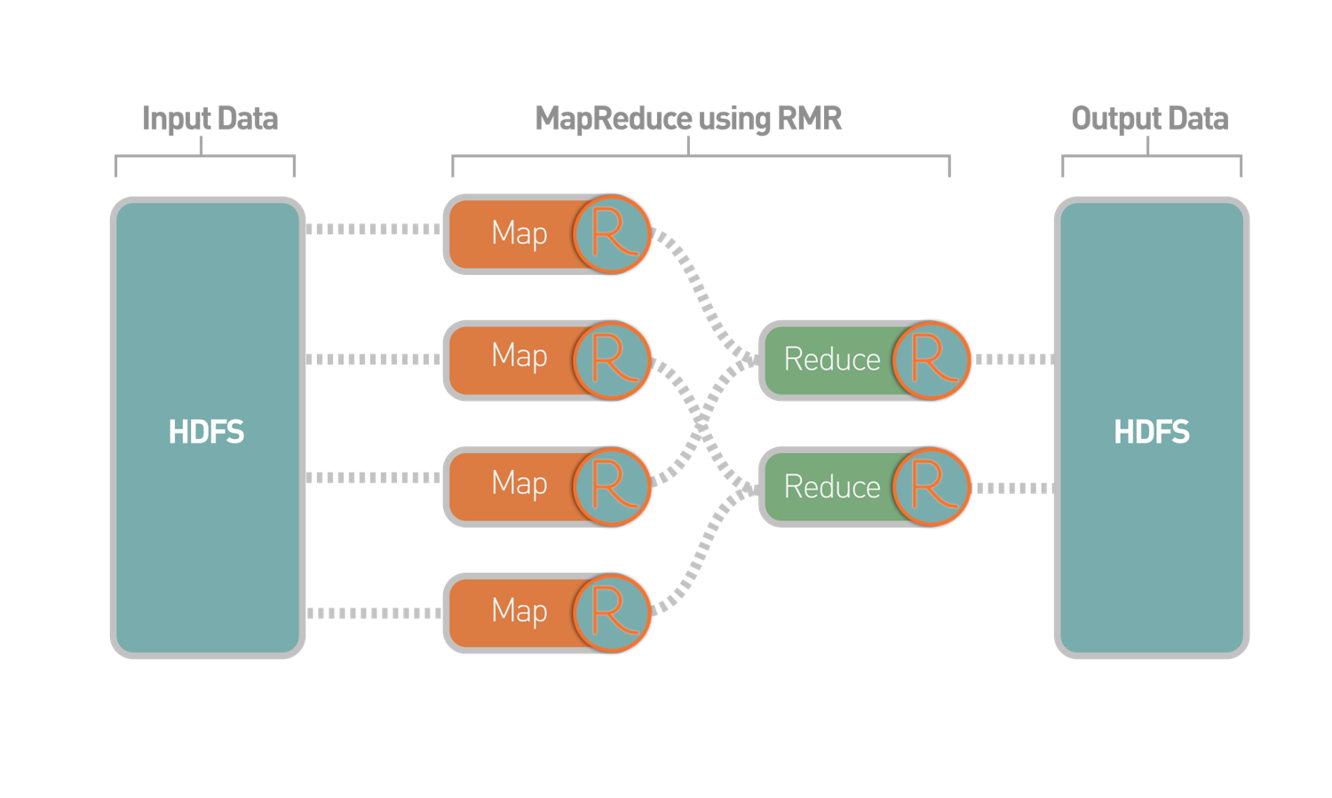 Input Data
MapReduce using RMR
Output Data
Map R
Map R
Reduce R
HDFS
HDFS
Map R
Reduce R
Map R